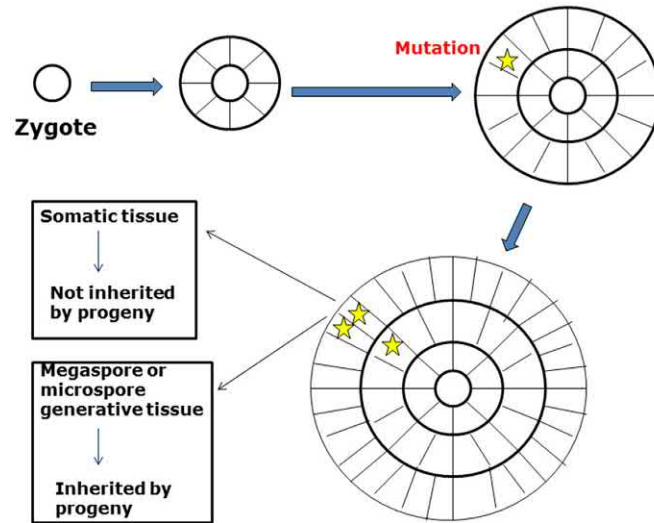 Mutation
Zygote
Somatic tissue
Not inherited
by progeny
Megaspore or
microspore
generative tissue
Inherited by
progeny